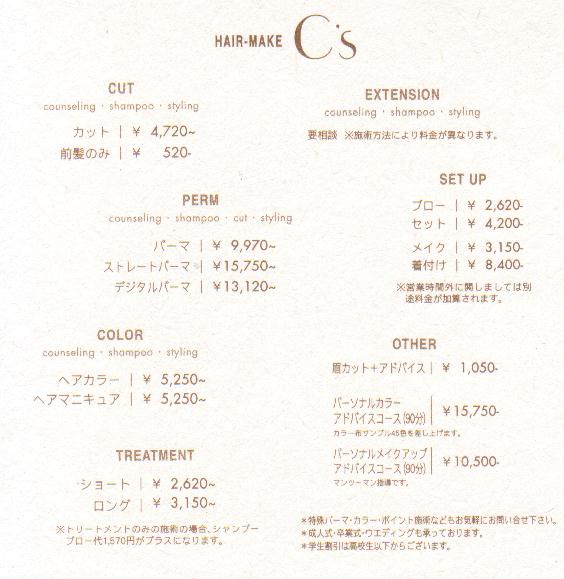 HAIR-MAKE C's
CUT
counseling・shampoo・styling
カット | ¥ 4,720~
前髪のみ | ¥ 520-
PERM
counseling・shampoo・cut・styling
パーマ | ¥ 9,970~
ストレートパーマ | ¥15,750~
デジタルパーマ | ¥13,120~
COLOR
counseling・shampoo・styling
ヘアカラー | ¥ 5,250~
ヘアマニキュア | ¥ 5,250~
TREATMENT
ショート | ¥ 2,620~
ロング | ¥ 3,150~
※トリートメントのみの施術の場合、シャンプー
ブロー代1,570円がプラスになります。
EXTENSION
counseling・shampoo・styling
要相談 ※施術方法により料金が異なります。
SET UP
ブロー | ¥ 2,620-
セット | ¥ 4,200-
メイク | ¥ 3,150-
着付け | ¥ 8,400-
※営業時間外に関しましては別
途料金が加算されます。
OTHER
眉カット+アドバイス | ¥ 1,050-
パーソナルカラー
アドバイスコース(90分) | ¥15,750-
カラー布サンプル45色を差し上げます。
パーソナルメイクアップ
アドバイスコース(90分) | ¥10,500-
マンツーマン指導です。
*特殊パーマ・カラー・ポイント施術などもお気軽にお問い合せ下さい。
*成人式・卒業式・ウエディングも承っております。
*学生割引は高校生以下からございます。